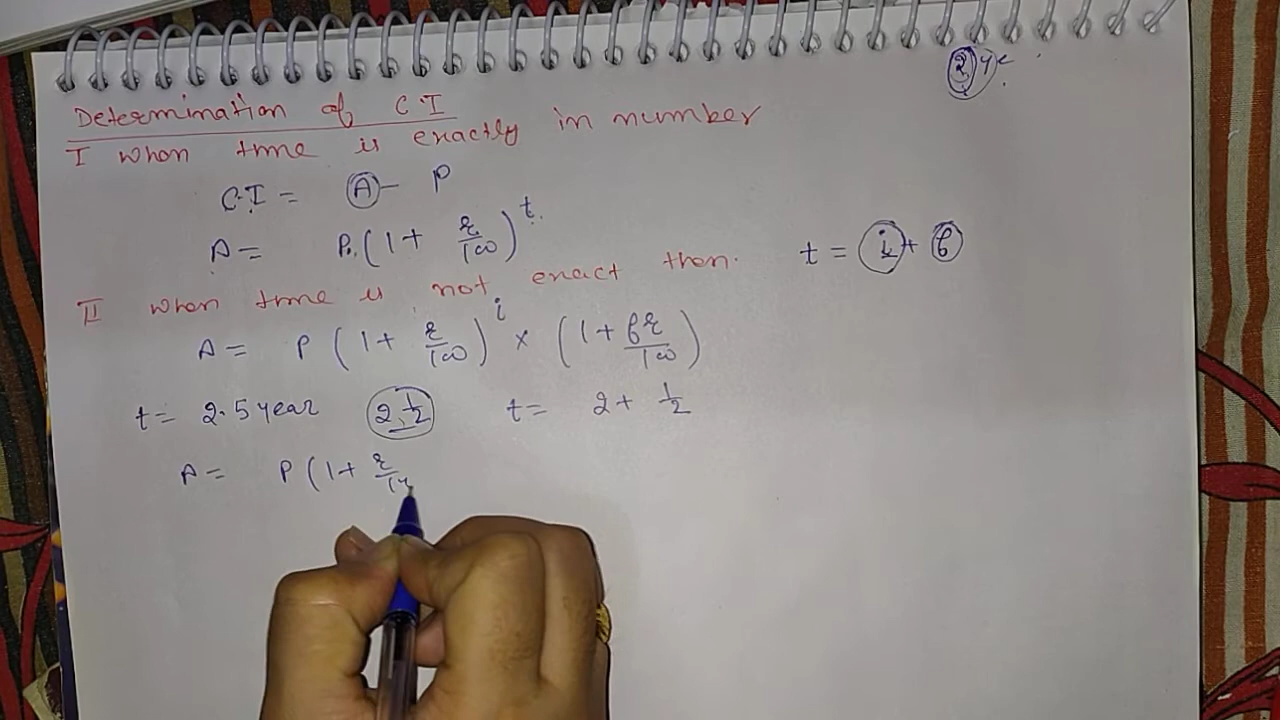 2 ye.
Determination of C.I
I when time is exactly in number
C.I = A - P
A = P. (1 + r/100)^t.
t = i + f
II when time is not exact then.
A = P (1 + r/100)^i × (1 + fr/100)
t = 2.5 year 2 1/2 t = 2 + 1/2
A = P (1 + r/10